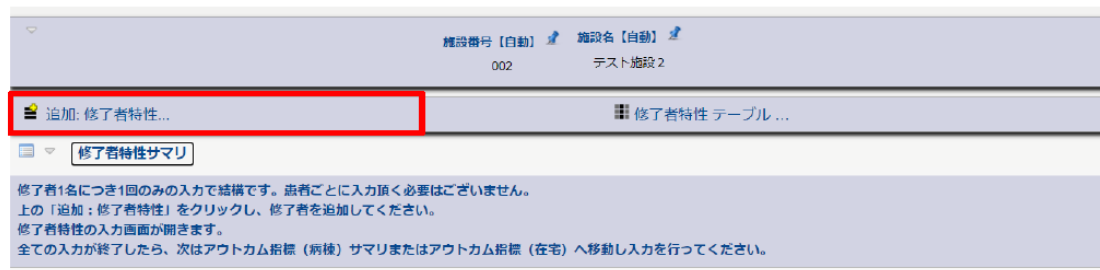 施設番号【自動】 施設名【自動】
002 テスト施設2
追加: 修了者特性... 修了者特性 テーブル ...
修了者特性サマリ
修了者1名につき1回のみの入力で結構です。患者ごとに入力頂く必要はございません。
上の「追加：修了者特性」をクリックし、修了者を追加してください。
修了者特性の入力画面が開きます。
全ての入力が終了したら、次はアウトカム指標（病棟）サマリまたはアウトカム指標（在宅）へ移動し入力を行ってください。